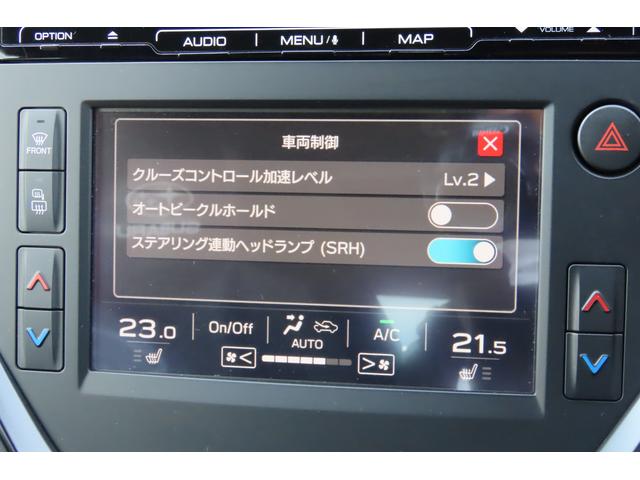 OPTION
AUDIO
MENU/
MAP
VOLUME
FRONT
車両制御
クルーズコントロール加速レベル Lv.2
オートビークルホールド
ステアリング連動ヘッドランプ (SRH)
23.0
On/Off
AUTO
A/C
21.5